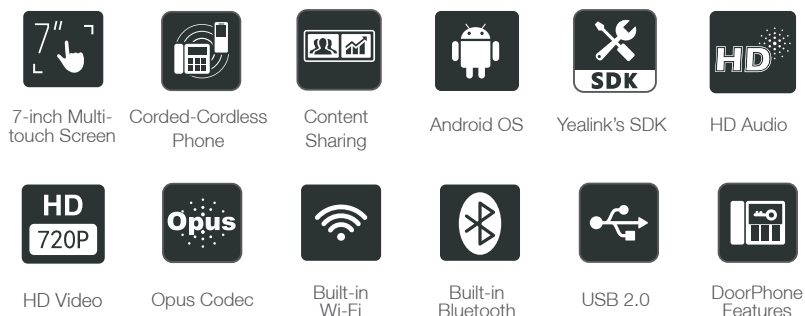 7"
SDK
HD
7-inch Multi-
touch Screen
Corded-Cordless
Phone
Content
Sharing
Android OS
Yealink's SDK
HD Audio
HD
720P
Opus
HD Video
Opus Codec
Built-in
Wi-Fi
Built-in
Bluetooth
USB 2.0
DoorPhone
Features